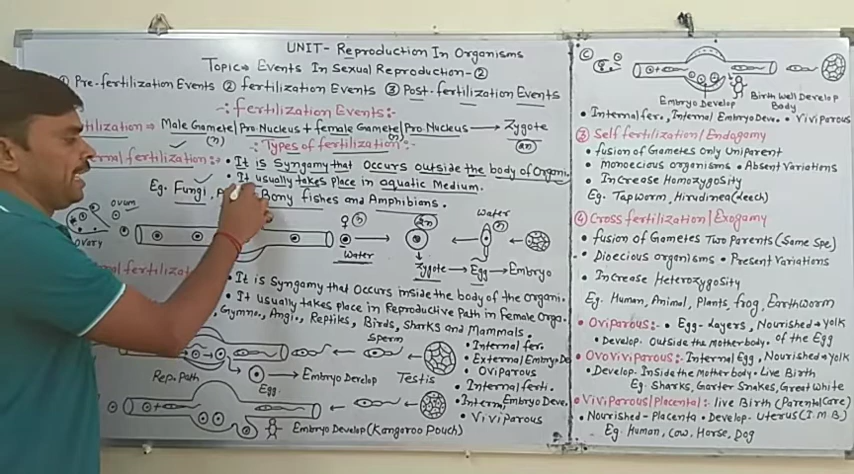 UNIT- Reproduction In Organisms
Topic → Events In Sexual Reproduction-②
① Pre-fertilization Events ② fertilization Events ③ Post-fertilization Events
-: fertilization Events:-
tilization ⇒ Male Gamete/Pro Nucleus + female Gamete/Pro Nucleus → Zygote
(n) (n) (2n)
-: Types of fertilization :-
ernal fertilization :→ • It is Syngamy that Occurs outside the body of Organi.
• It usually takes Place in aquatic Medium.
Eg. Fungi, Bony fishes and Amphibians.
Ovum
Ovary
♀ (n)
Water
(2n)
Zygote → Egg → Embryo
Water
(n)
al fertilizat
• It is Syngamy that Occurs inside the body of the Organi.
• It usually takes Place in Reproductive Path in Female Orga.
Gymno., Angi., Reptiles, Birds, Sharks and Mammals.
Sperm
Testis
Rep. Path
Egg
→ Embryo Develop
• Internal fer.
• External Embryo De
• Oviparous
• Internal ferti.
• Intern, Embryo Deve.
• Viviparous
Embryo Develop (Kangaroo Pouch)
©
Embryo Develop
Birth Well Develop
Body
• Internal fer., Internal Embryo Deve. • Viviparous
③ Self fertilization/Endogamy
• fusion of Gametes Only Uniparent
• Monoecious organisms • Absent Variations
• Increase Homozygosity
Eg. Tapworm, Hirudinea (Leech)
④ Cross fertilization/Exogamy
• fusion of Gametes Two Parents (Same Spe.)
• Dioecious organisms • Present Variations
• Increase Heterozygosity
Eg. Human, Animal, Plants, frog, Earthworm
• Oviparous:- • Egg-Layers, Nourished → Yolk
• Develop. Outside the Motherbody. of the Egg
• Ovoviviparous:- Internal Egg, Nourished → Yolk
• Develop. Inside the Motherbody - Live Birth
Eg: Sharks, Garter Snakes, Great White
• Viviparous/Placental: live Birth (Parental Care)
• Nourished - Placenta • Develop - Uterus (I.M.B.)
Eg. Human, Cow, Horse, Dog